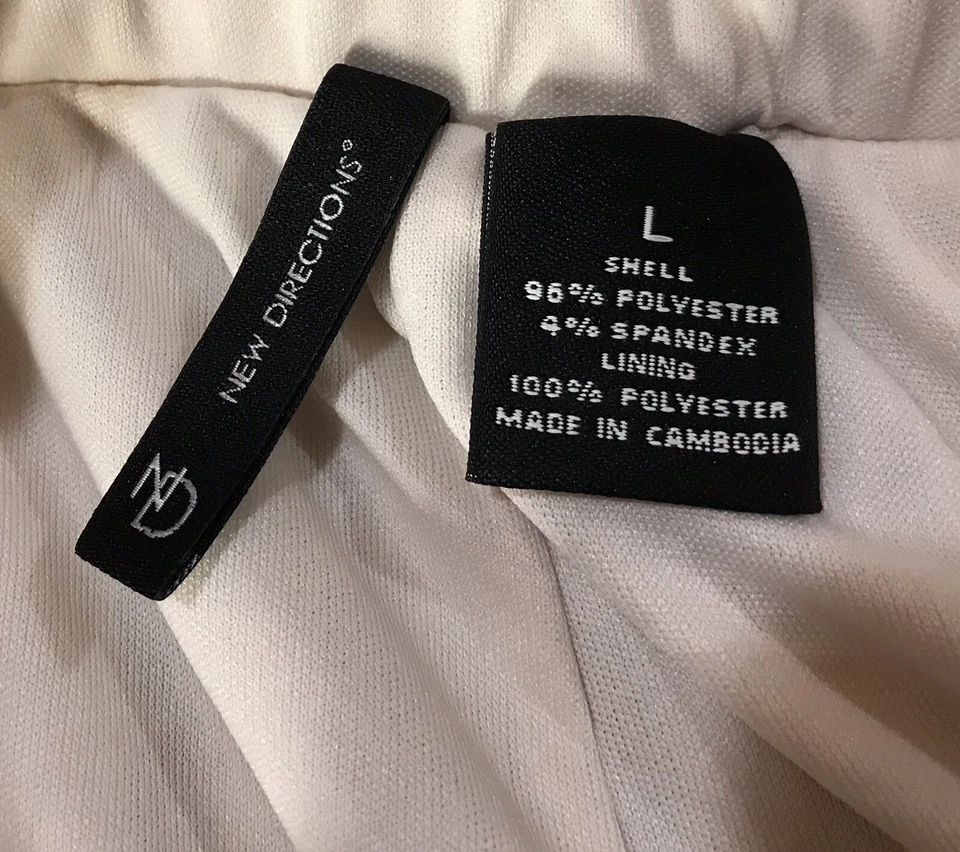 NEW DIRECTIONS®
ND
L
SHELL
96% POLYESTER
4% SPANDEX
LINING
100% POLYESTER
MADE IN CAMBODIA